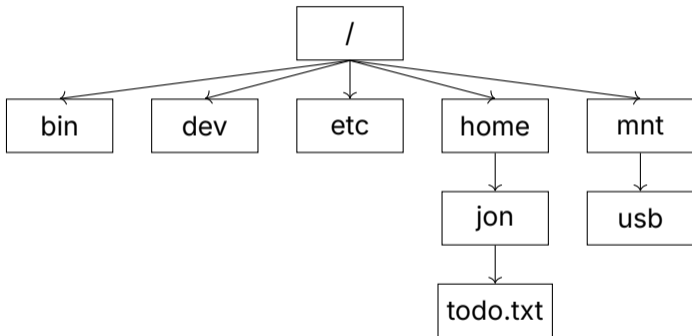 /
bin
dev
etc
home
mnt
jon
usb
todo.txt